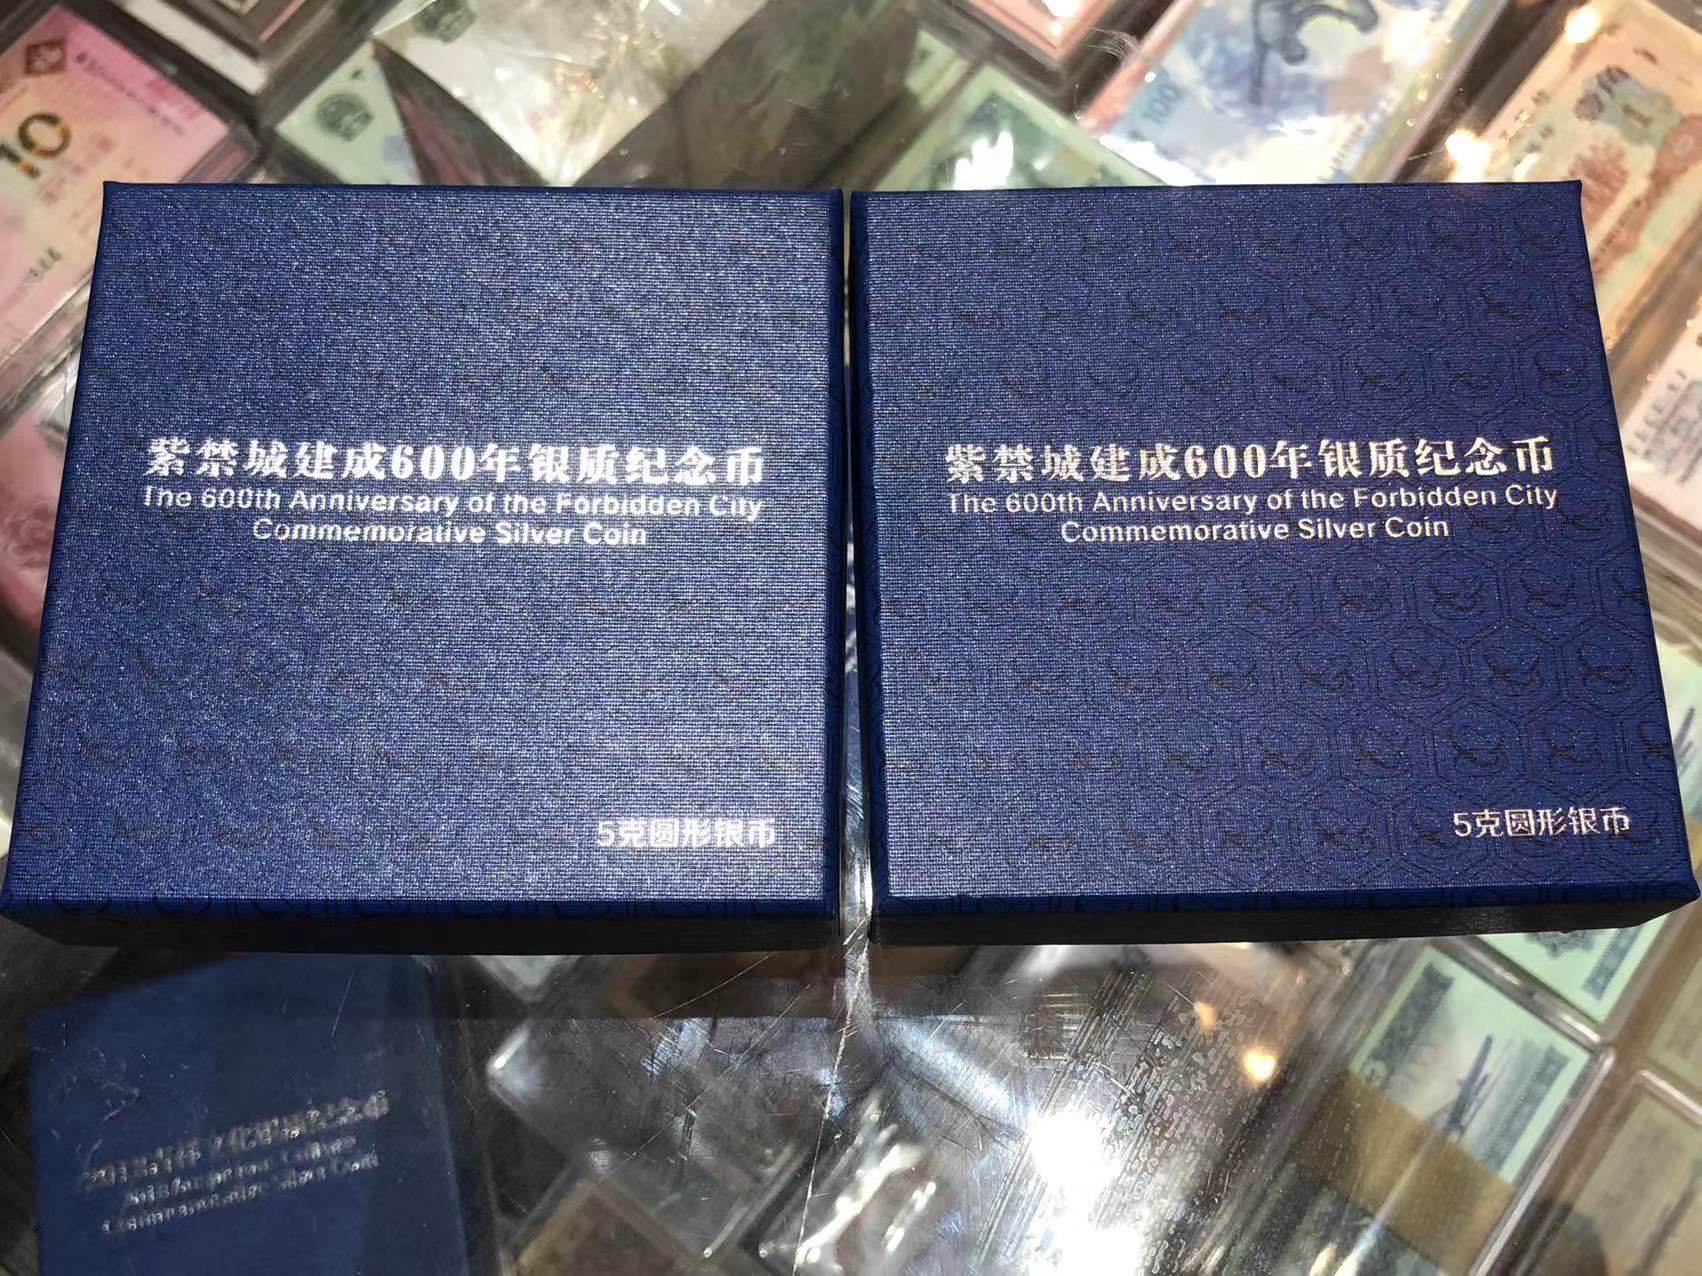 10
100
1
紫禁城建成600年银质纪念币
The 600th Anniversary of the Forbidden City
Commemorative Silver Coin
5克圆形银币
紫禁城建成600年银质纪念币
The 600th Anniversary of the Forbidden City
Commemorative Silver Coin
5克圆形银币